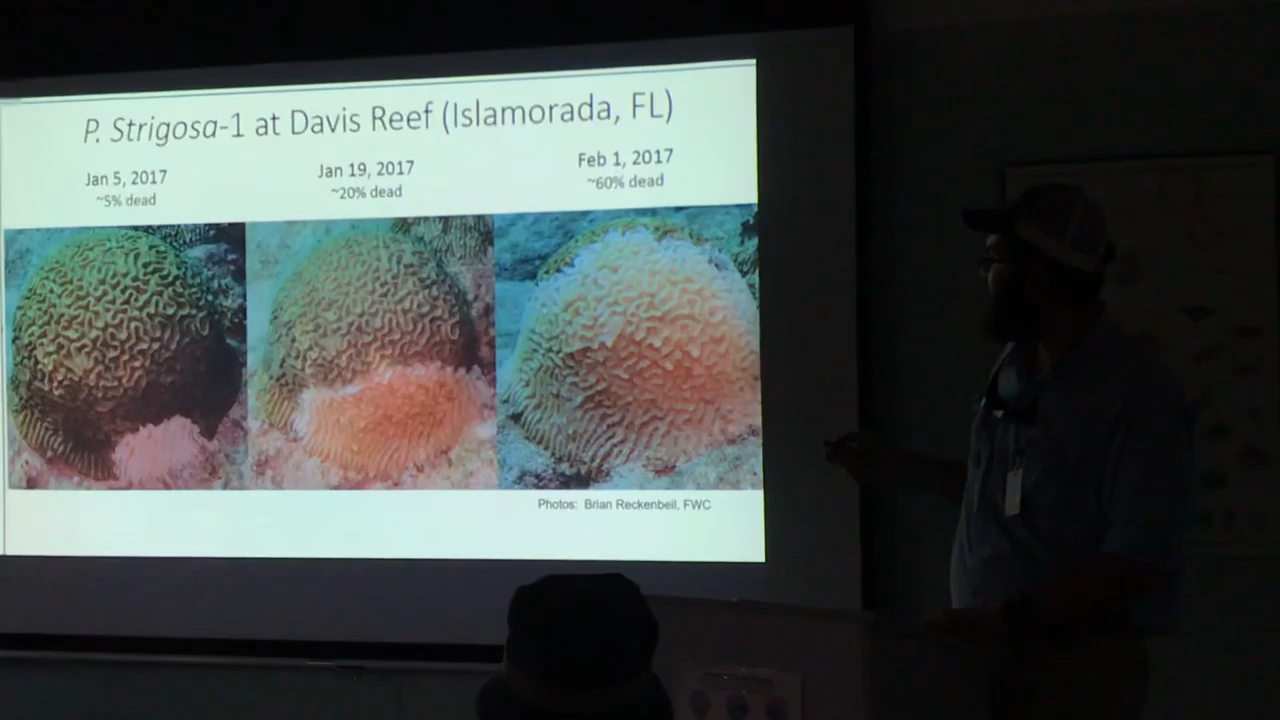 P. Strigosa-1 at Davis Reef (Islamorada, FL)
Jan 5, 2017
~5% dead
Jan 19, 2017
~20% dead
Feb 1, 2017
~60% dead
Photos: Brian Reckenbeil, FWC